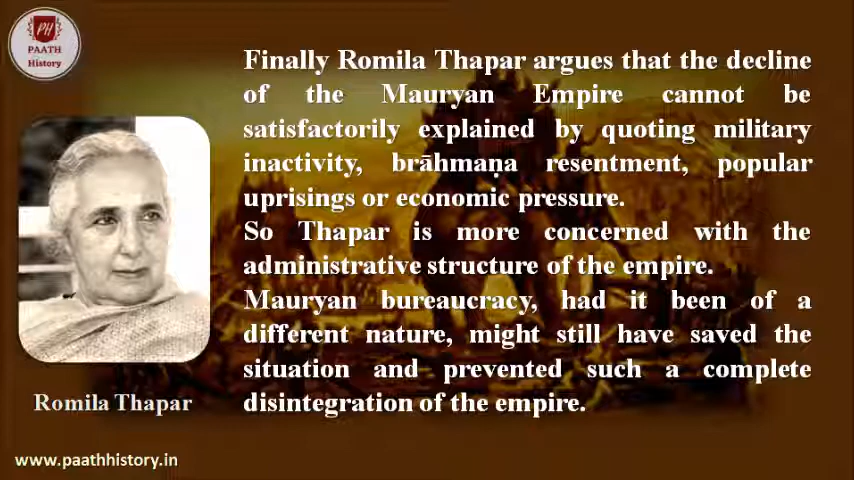 PH
PAATH
History
Finally Romila Thapar argues that the decline
of the Mauryan Empire cannot be
satisfactorily explained by quoting military
inactivity, brāhmaṇa resentment, popular
uprisings or economic pressure.
So Thapar is more concerned with the
administrative structure of the empire.
Mauryan bureaucracy, had it been of a
different nature, might still have saved the
situation and prevented such a complete
disintegration of the empire.
Romila Thapar
www.paathhistory.in